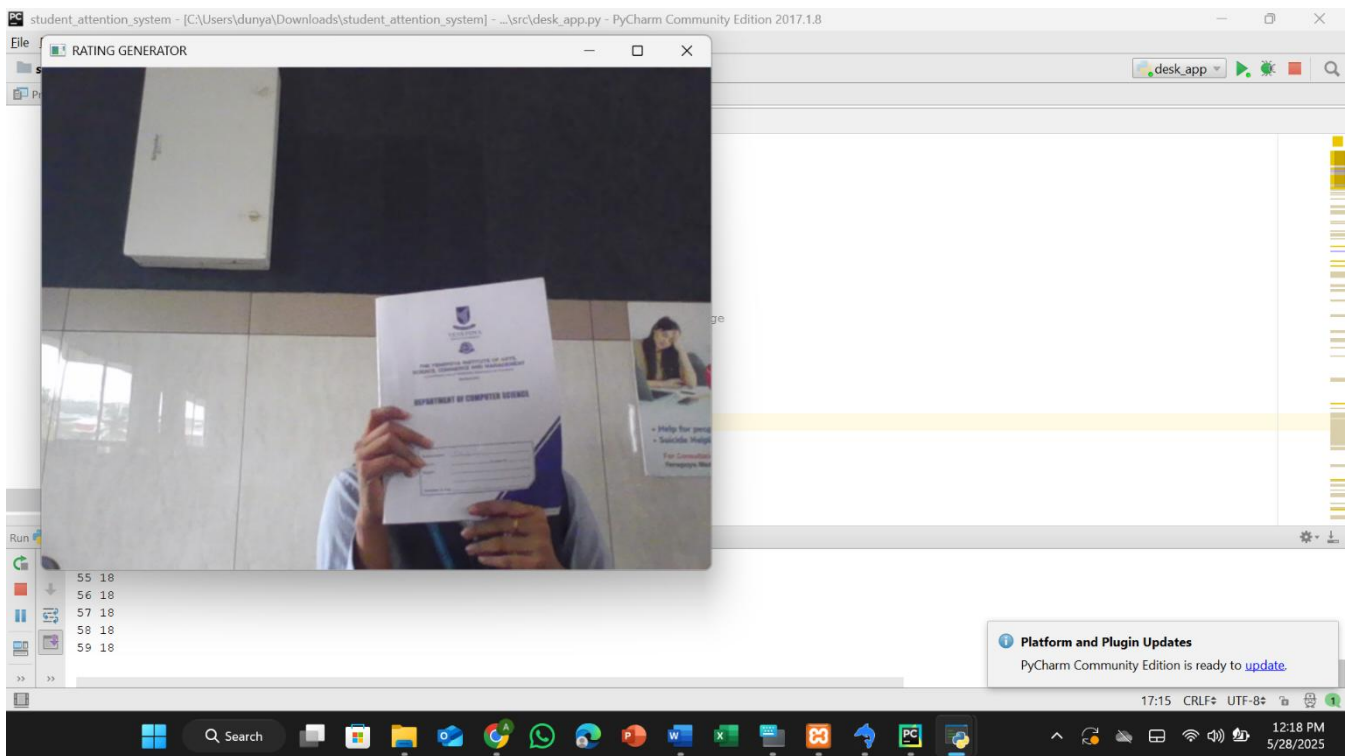 student_attention_system - [C:\Users\dunya\Downloads\student_attention_system] - ...\src\desk_app.py - PyCharm Community Edition 2017.1.8
File
RATING GENERATOR
desk_app
Pr
ge
DEPARTMENT OF COMPUTER SCIENCE
- Help for
- Suicide
Run
55 18
56 18
57 18
58 18
59 18
Platform and Plugin Updates
PyCharm Community Edition is ready to update.
17:15 CRLF UTF-8
1
Search
12:18 PM
5/28/2025